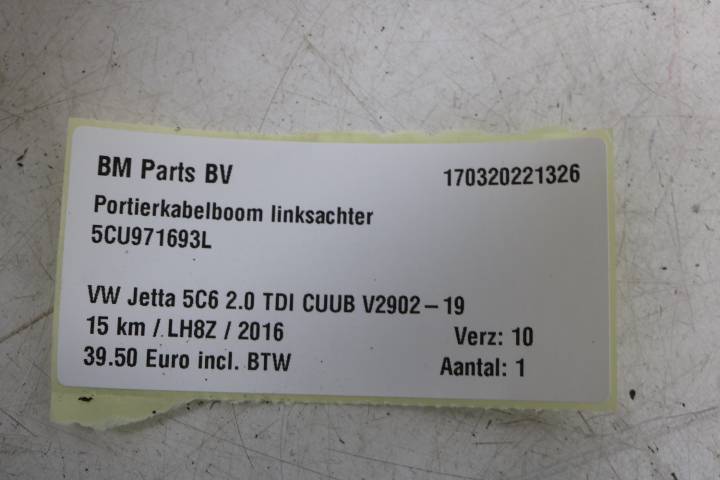 BM Parts BV 170320221326
Portierkabelboom linksachter
5CU971693L
VW Jetta 5C6 2.0 TDI CUUB V2902-19
15 km / LH8Z / 2016 Verz: 10
39.50 Euro incl. BTW Aantal: 1